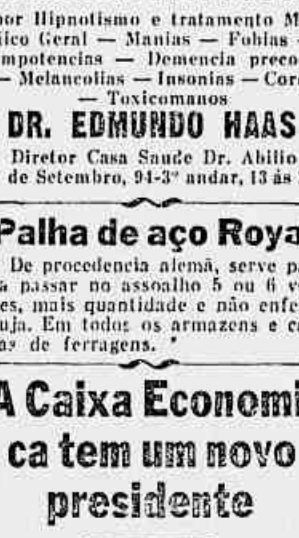 por Hipnotismo e tratamento M
ico Geral — Manias — Fobias —
mpotencias — Demencia preco
— Melancolias — Insonias — Cor
— Toxicomanos
DR. EDMUNDO HAAS
Diretor Casa Saude Dr. Abilio
de Setembro, 94-3º andar, 13 ás
Palha de aço Roya
De procedencia alemã, serve pa
a passar no assoalho 5 ou 6 v
es, mais quantidade e não enfe
uja. Em todos os armazens e c
as de ferragens. *
A Caixa Economi
ca tem um novo
presidente